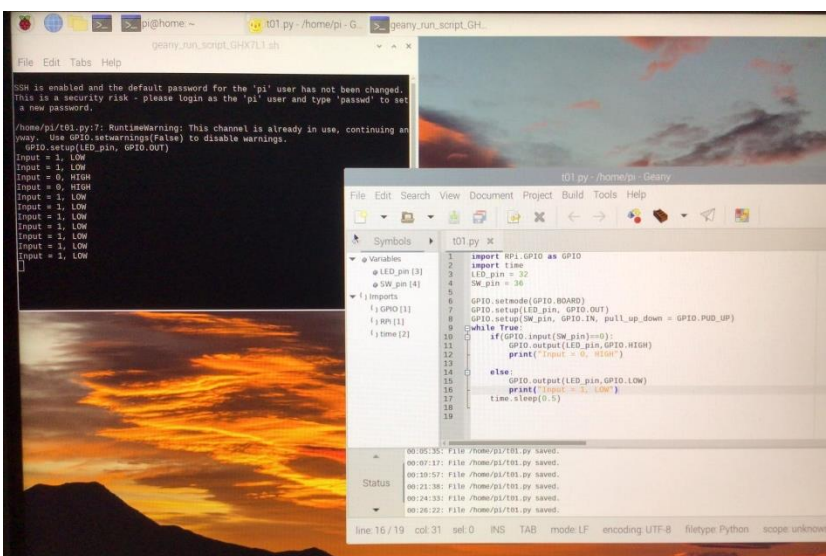 pi@home: ~
t01.py - /home/pi - G...
geany_run_script_GH...
geany_run_script_GHX7L1.sh
File Edit Tabs Help
SSH is enabled and the default password for the 'pi' user has not been changed.
This is a security risk - please login as the 'pi' user and type 'passwd' to set
a new password.
/home/pi/t01.py:7: RuntimeWarning: This channel is already in use, continuing an
yway.  Use GPIO.setwarnings(False) to disable warnings.
GPIO.setup(LED_pin, GPIO.OUT)
Input = 1, LOW
Input = 1, LOW
Input = 0, HIGH
Input = 0, HIGH
Input = 1, LOW
Input = 1, LOW
Input = 1, LOW
Input = 1, LOW
Input = 1, LOW
Input = 1, LOW
Input = 1, LOW
t01.py - /home/pi - Geany
File Edit Search View Document Project Build Tools Help
Symbols
t01.py
Variables
LED_pin [3]
SW_pin [4]
Imports
GPIO [1]
RPi [1]
time [2]
1 import RPi.GPIO as GPIO
2 import time
3 LED_pin = 32
4 SW_pin = 36
5
6 GPIO.setmode(GPIO.BOARD)
7 GPIO.setup(LED_pin, GPIO.OUT)
8 GPIO.setup(SW_pin, GPIO.IN, pull_up_down = GPIO.PUD_UP)
9 while True:
10 if(GPIO.input(SW_pin)==0):
11 GPIO.output(LED_pin,GPIO.HIGH)
12 print("Input = 0, HIGH")
13
14 else:
15 GPIO.output(LED_pin,GPIO.LOW)
16 print("Input = 1, LOW")
17 time.sleep(0.5)
18
19
Status
00:05:35: File /home/pi/t01.py saved.
00:07:17: File /home/pi/t01.py saved.
00:10:57: File /home/pi/t01.py saved.
00:21:38: File /home/pi/t01.py saved.
00:24:33: File /home/pi/t01.py saved.
00:26:22: File /home/pi/t01.py saved.
line: 16 / 19 col: 31 sel: 0 INS TAB mode: LF encoding: UTF-8 filetype: Python scope: unknow